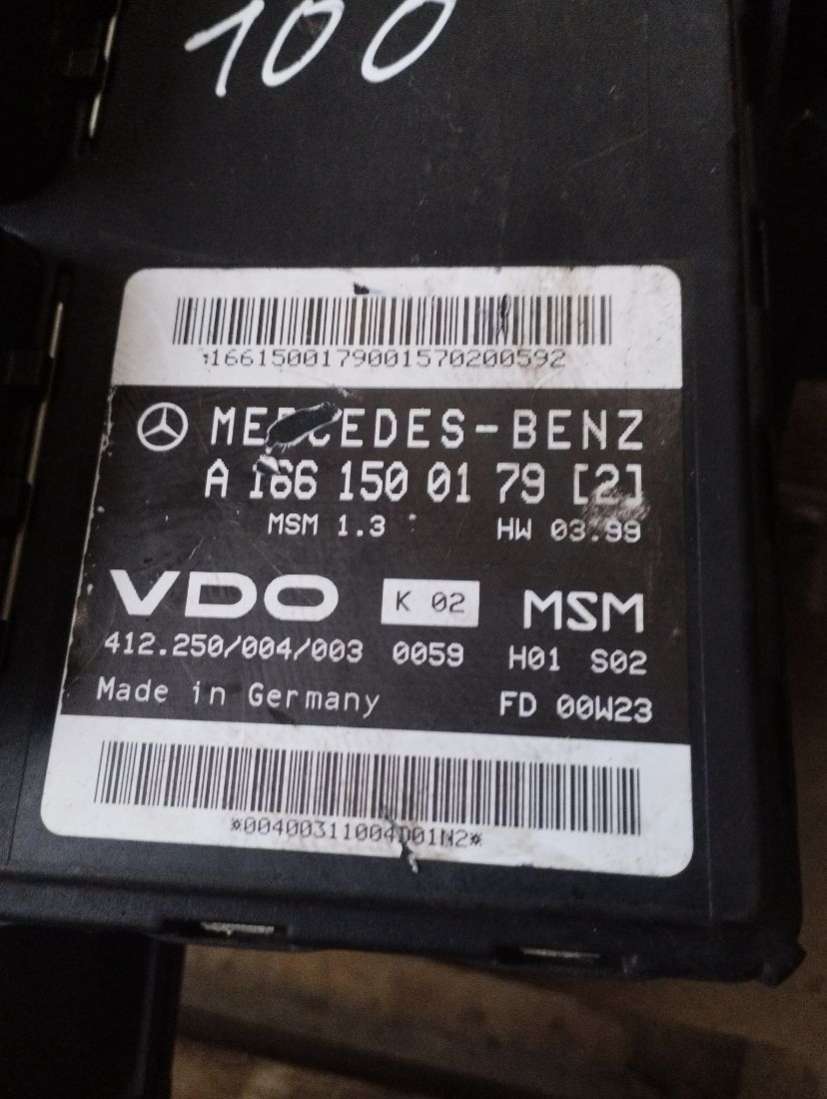 100
1661500179001570200592
MERCEDES-BENZ
A 166 150 01 79 [2]
MSM 1.3 HW 03.99
VDO K 02 MSM
412.250/004/003 0059 H01 S02
Made in Germany FD 00W23
*00400311004D01N2*